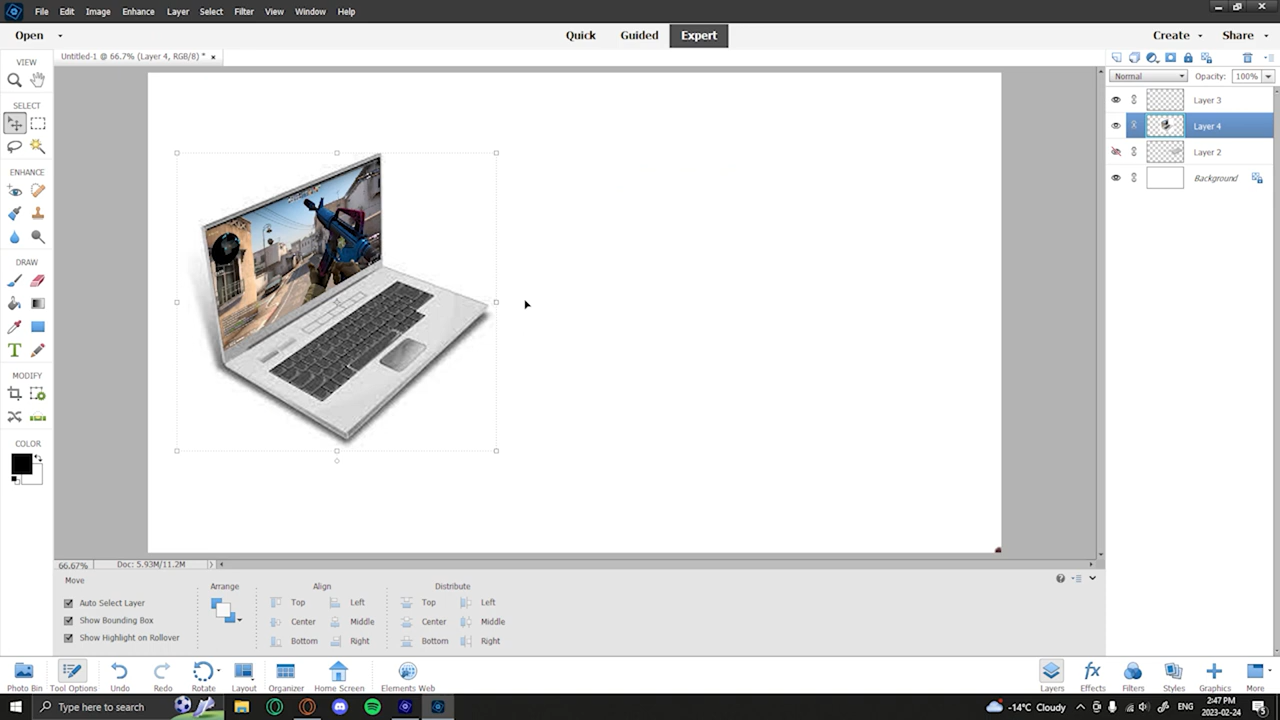 File Edit Image Enhance Layer Select Filter View Window Help
Open Quick Guided Expert Create Share
Untitled-1 @ 66.7% (Layer 4, RGB/8) *
VIEW
SELECT
ENHANCE
DRAW
MODIFY
COLOR
Normal Opacity: 100%
Layer 3
Layer 4
Layer 2
Background
66.67% Doc: 5.93M/11.2M
Move
Auto Select Layer
Show Bounding Box
Show Highlight on Rollover
Arrange
Align
Top Left
Center Middle
Bottom Right
Distribute
Top Left
Center Middle
Bottom Right
Photo Bin Tool Options Undo Redo Rotate Layout Organizer Home Screen Elements Web Layers Effects Filters Styles Graphics More
Type here to search
-14°C Cloudy
ENG
2:47 PM
2023-02-24
5